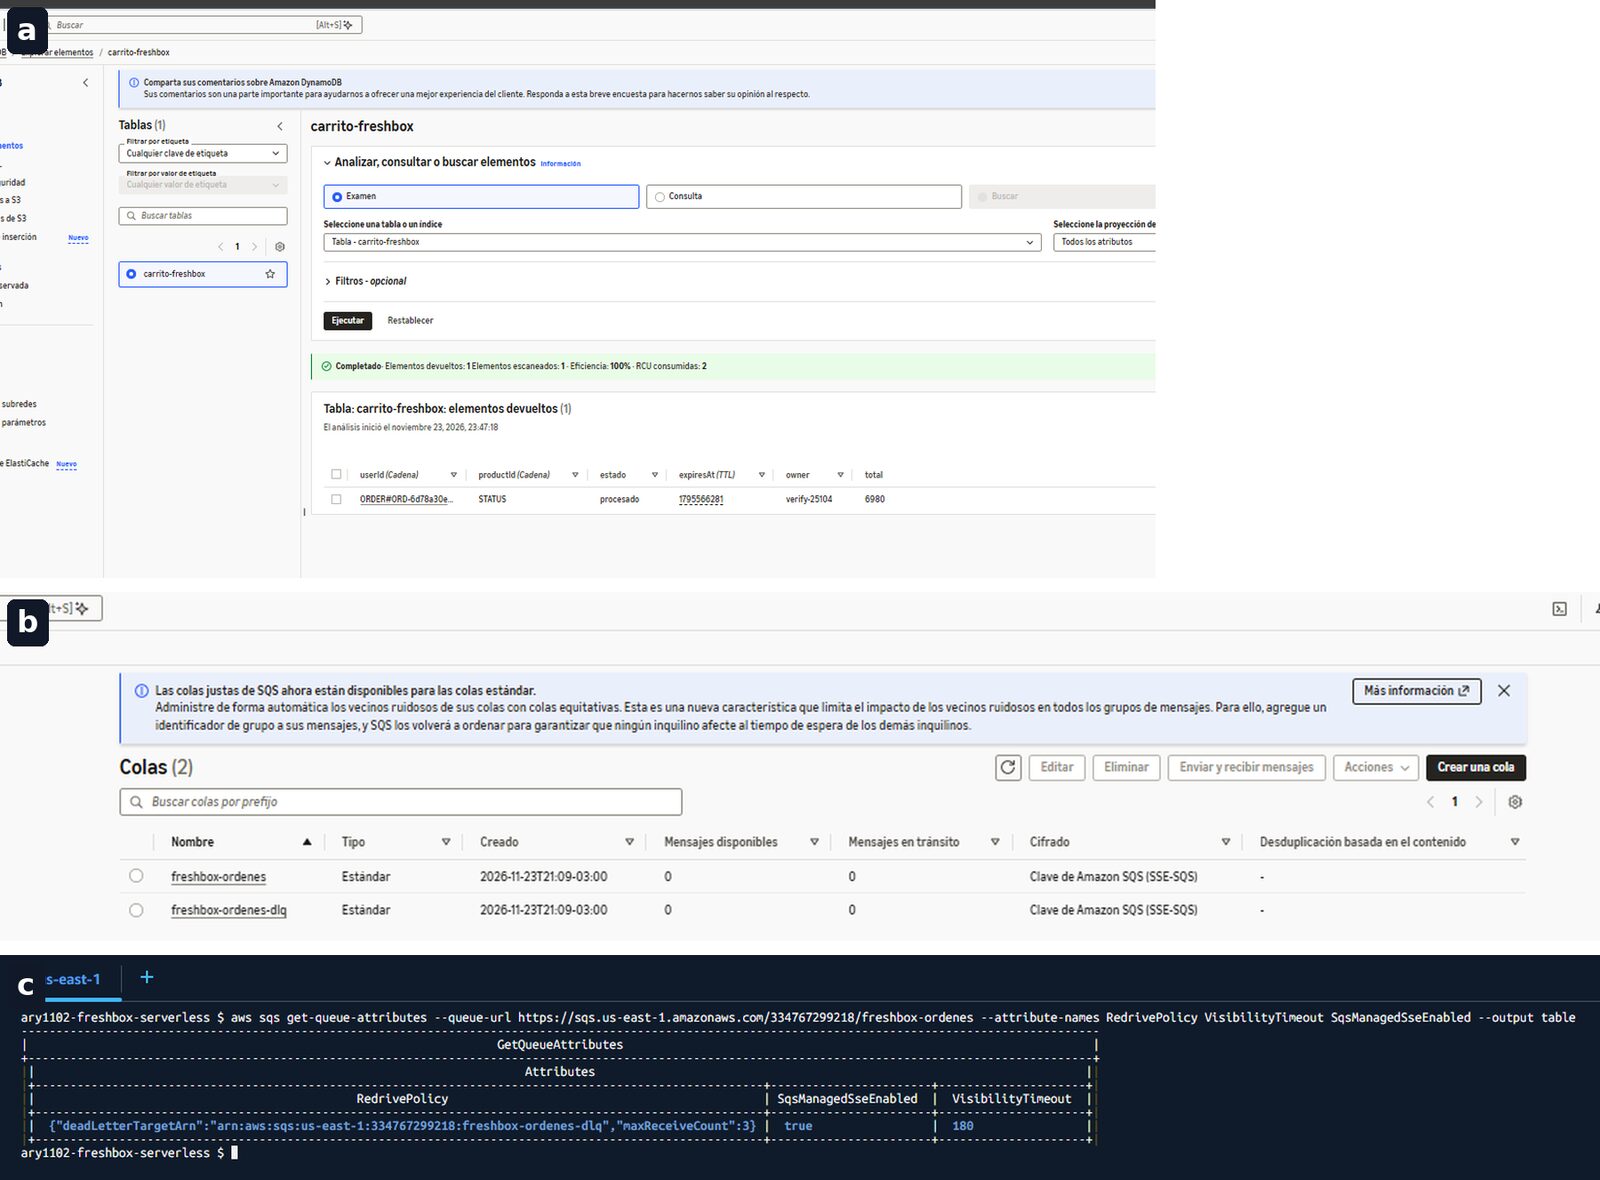 a
Buscar [Alt+S]
Explorar elementos / carrito-freshbox
Comparta sus comentarios sobre Amazon DynamoDB
Sus comentarios son una parte importante para ayudarnos a ofrecer una mejor experiencia del cliente. Responda a esta breve encuesta para hacernos saber su opinión al respecto.
mentos
uridad
s a S3
s de S3
inserción Nuevo
servada
subredes
parámetros
e ElastiCache Nuevo
Tablas (1)
Filtrar por etiqueta
Cualquier clave de etiqueta
Filtrar por valor de etiqueta
Cualquier valor de etiqueta
Buscar tablas
1
carrito-freshbox
carrito-freshbox
Analizar, consultar o buscar elementos Información
Examen Consulta Buscar
Seleccione una tabla o un índice Seleccione la proyección de
Tabla - carrito-freshbox Todos los atributos
Filtros - opcional
Ejecutar Restablecer
Completado · Elementos devueltos: 1 Elementos escaneados: 1 · Eficiencia: 100% · RCU consumidas: 2
Tabla: carrito-freshbox: elementos devueltos (1)
El análisis inició el noviembre 23, 2026, 23:47:18
userId (Cadena) productId (Cadena) estado expiresAt (TTL) owner total
ORDER#ORD-6d78a30e... STATUS procesado 1795566281 verify-25104 6980
b
lt+S]
Las colas justas de SQS ahora están disponibles para las colas estándar.
Administre de forma automática los vecinos ruidosos de sus colas con colas equitativas. Esta es una nueva característica que limita el impacto de los vecinos ruidosos en todos los grupos de mensajes. Para ello, agregue un
identificador de grupo a sus mensajes, y SQS los volverá a ordenar para garantizar que ningún inquilino afecte al tiempo de espera de los demás inquilinos.
Más información
Colas (2)
Editar Eliminar Enviar y recibir mensajes Acciones Crear una cola
Buscar colas por prefijo
1
Nombre Tipo Creado Mensajes disponibles Mensajes en tránsito Cifrado Desduplicación basada en el contenido
freshbox-ordenes Estándar 2026-11-23T21:09-03:00 0 0 Clave de Amazon SQS (SSE-SQS) -
freshbox-ordenes-dlq Estándar 2026-11-23T21:09-03:00 0 0 Clave de Amazon SQS (SSE-SQS) -
c
s-east-1 +
ary1102-freshbox-serverless $ aws sqs get-queue-attributes --queue-url https://sqs.us-east-1.amazonaws.com/334767299218/freshbox-ordenes --attribute-names RedrivePolicy VisibilityTimeout SqsManagedSseEnabled --output table
GetQueueAttributes
Attributes
RedrivePolicy | SqsManagedSseEnabled | VisibilityTimeout
{"deadLetterTargetArn":"arn:aws:sqs:us-east-1:334767299218:freshbox-ordenes-dlq","maxReceiveCount":3} | true | 180
ary1102-freshbox-serverless $